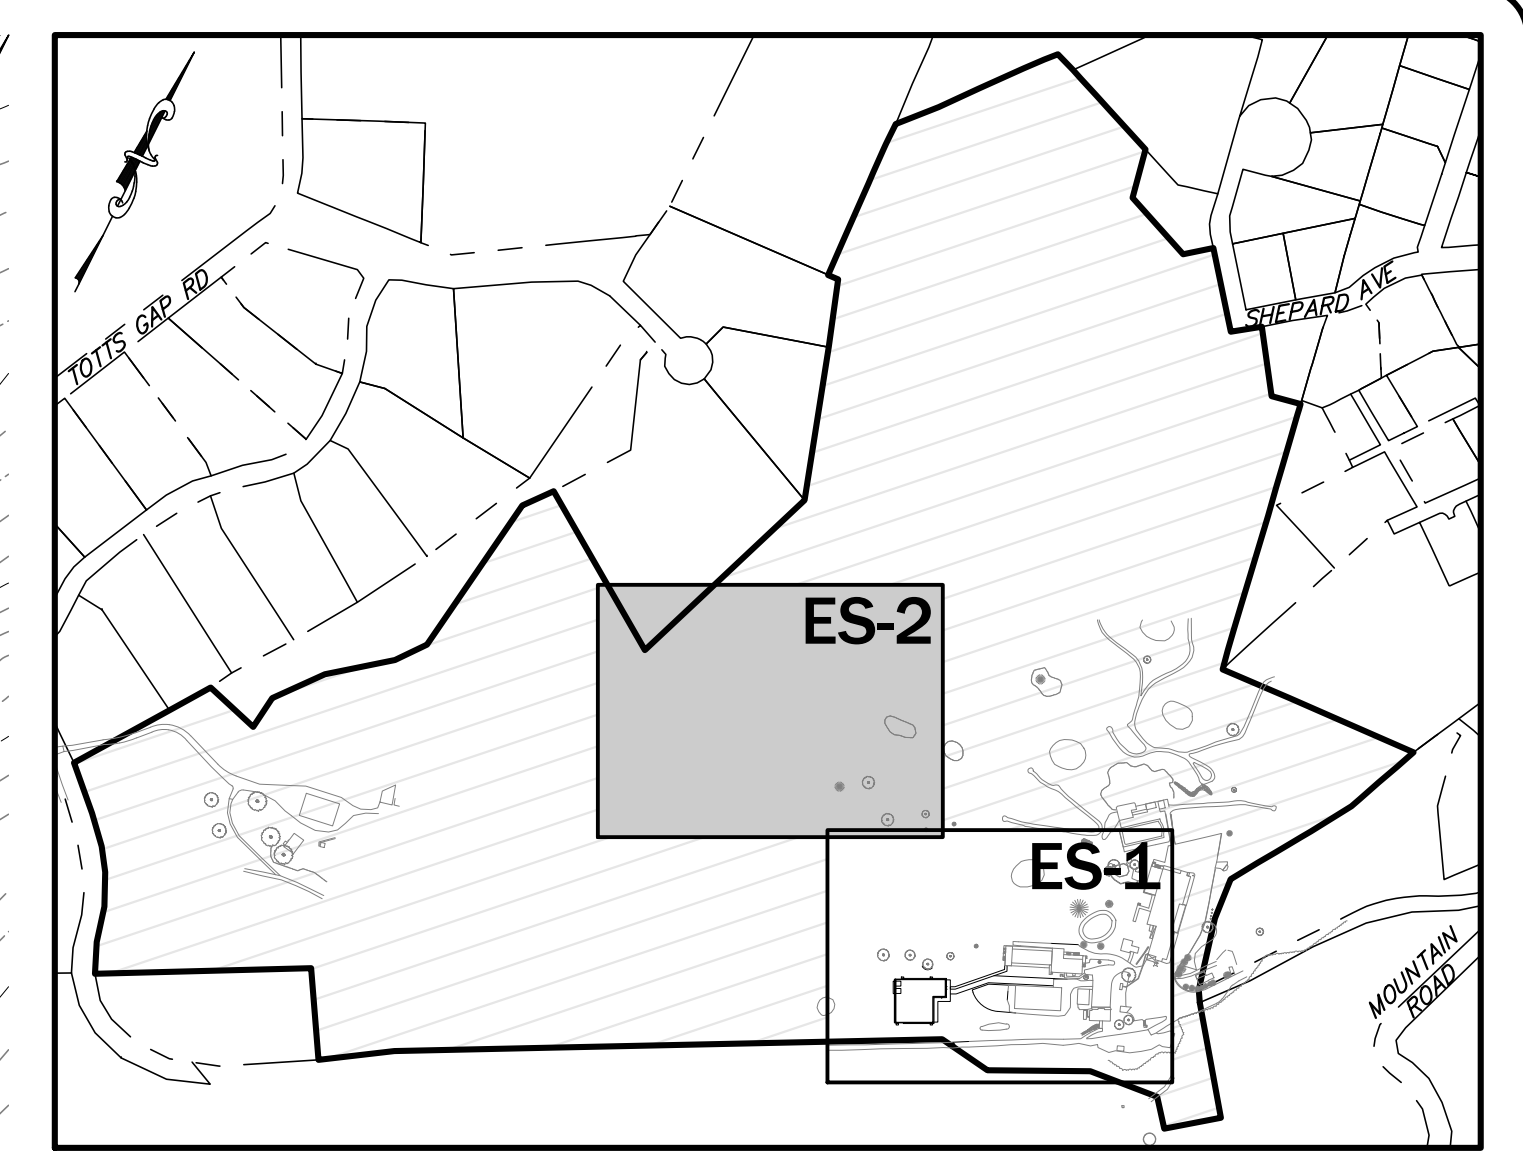 TOTTS GAP RD
SHEPARD AVE
ES-2
ES-1
MOUNTAIN
ROAD